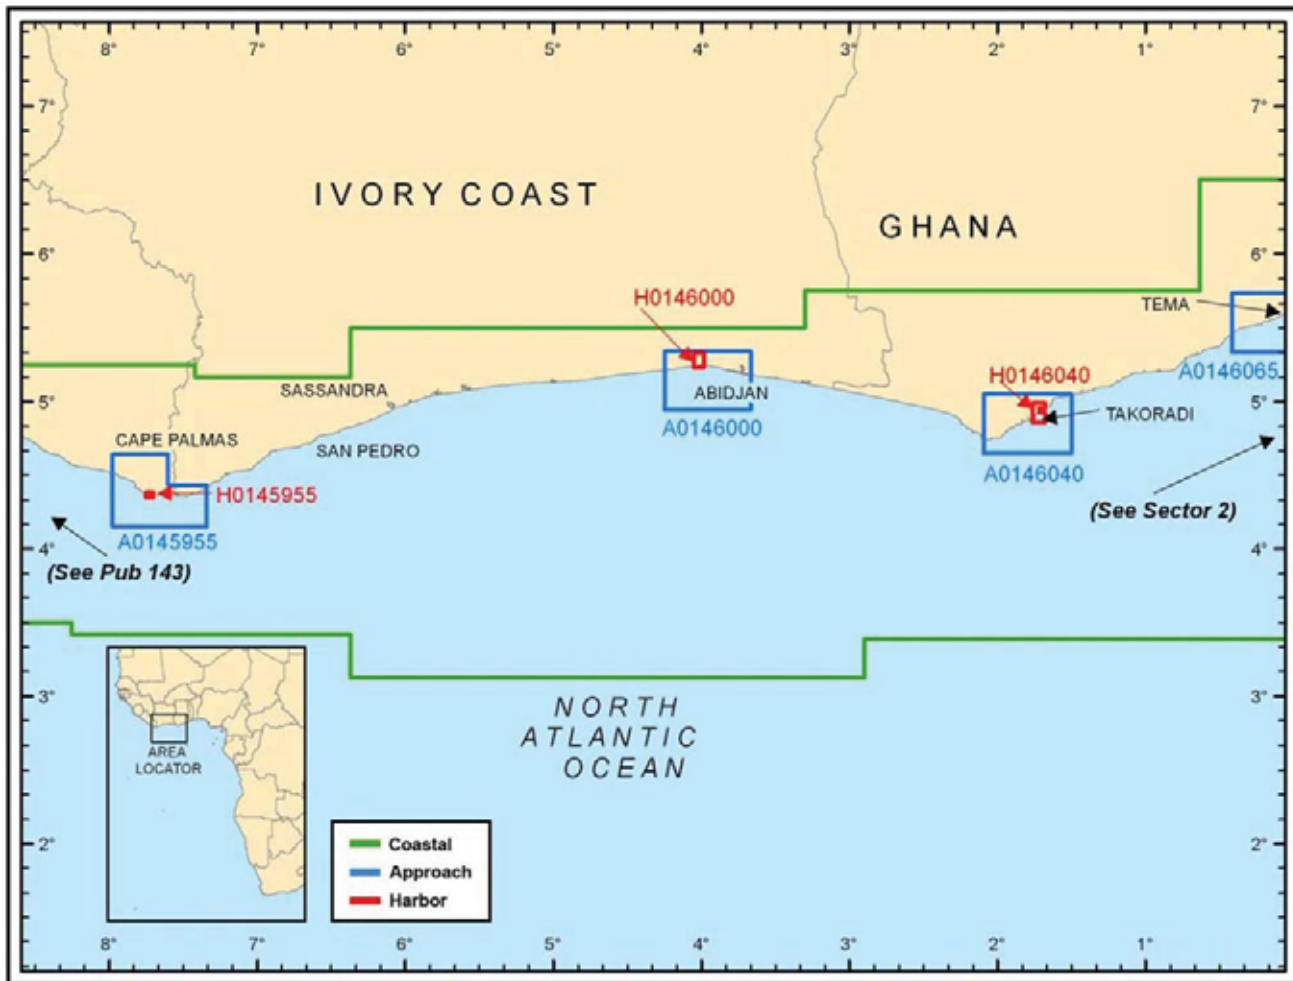 8° 7° 6° 5° 4° 3° 2° 1°
7° 7°
IVORY COAST
GHANA
6° 6°
H0146000
TEMA
H0146040
A0146065
SASSANDRA
ABIDJAN
5° 5°
TAKORADI
A0146000
CAPE PALMAS
SAN PEDRO
A0146040
H0145955
(See Sector 2)
A0145955
4° 4°
(See Pub 143)
3° 3°
NORTH
ATLANTIC
OCEAN
AREA
LOCATOR
Coastal
2° 2°
Approach
Harbor
8° 7° 6° 5° 4° 3° 2° 1°